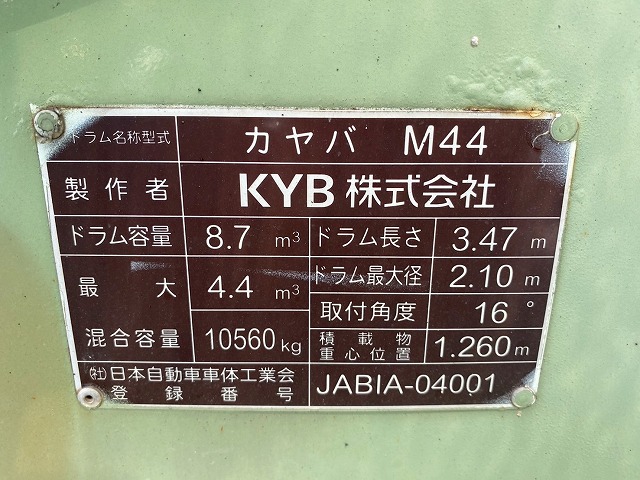 ドラム名称型式 カヤバ M44
製作者 KYB 株式会社
ドラム容量 8.7 m³ ドラム長さ 3.47 m
最大 4.4 m³ ドラム最大径 2.10 m
取付角度 16°
混合容量 10560 kg 積載物重心位置 1.260 m
㈳日本自動車車体工業会
登録番号 JABIA-04001